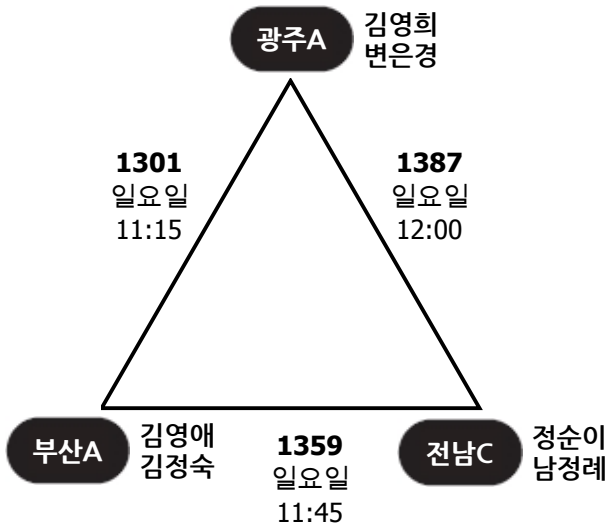 광주A
김영희
변은경
1301
일요일
11:15
1387
일요일
12:00
부산A
김영애
김정숙
1359
일요일
11:45
전남C
정순이
남정례